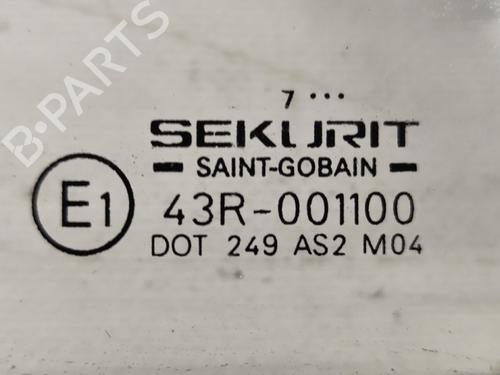 B-PARTS
7 ...
SEKURIT
SAINT-GOBAIN
E1
43R-001100
DOT 249 AS2 M04